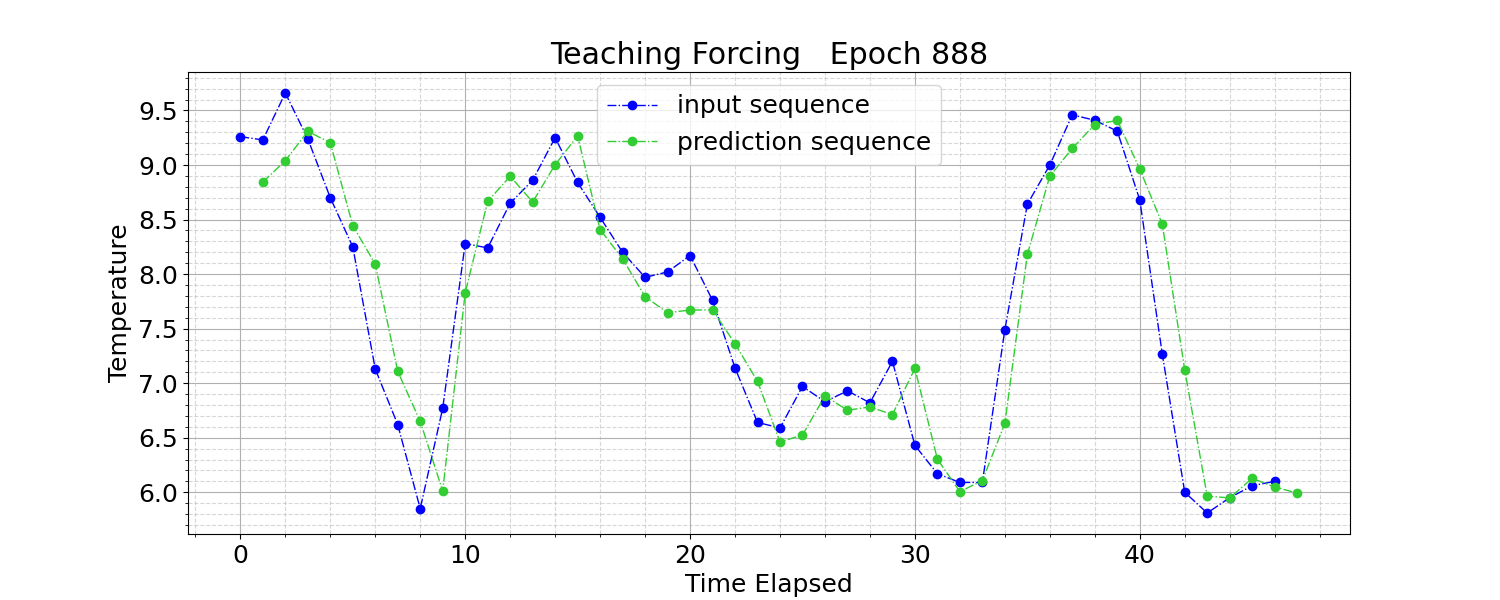 Teaching Forcing   Epoch 888
input sequence
prediction sequence
Temperature
9.5
9.0
8.5
8.0
7.5
7.0
6.5
6.0
0 10 20 30 40
Time Elapsed